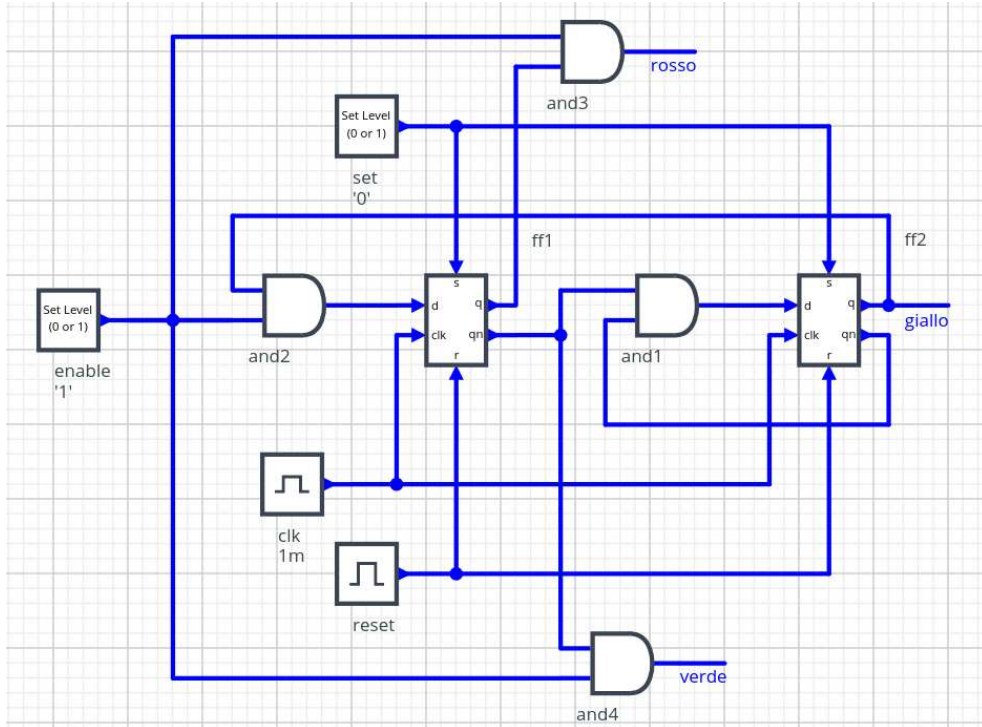 rosso
and3
Set Level
(0 or 1)
set
'0'
ff1
ff2
s
s
Set Level
(0 or 1)
d
q
clk
qn
r
d
q
clk
qn
r
giallo
enable
'1'
and2
and1
clk
1m
reset
verde
and4